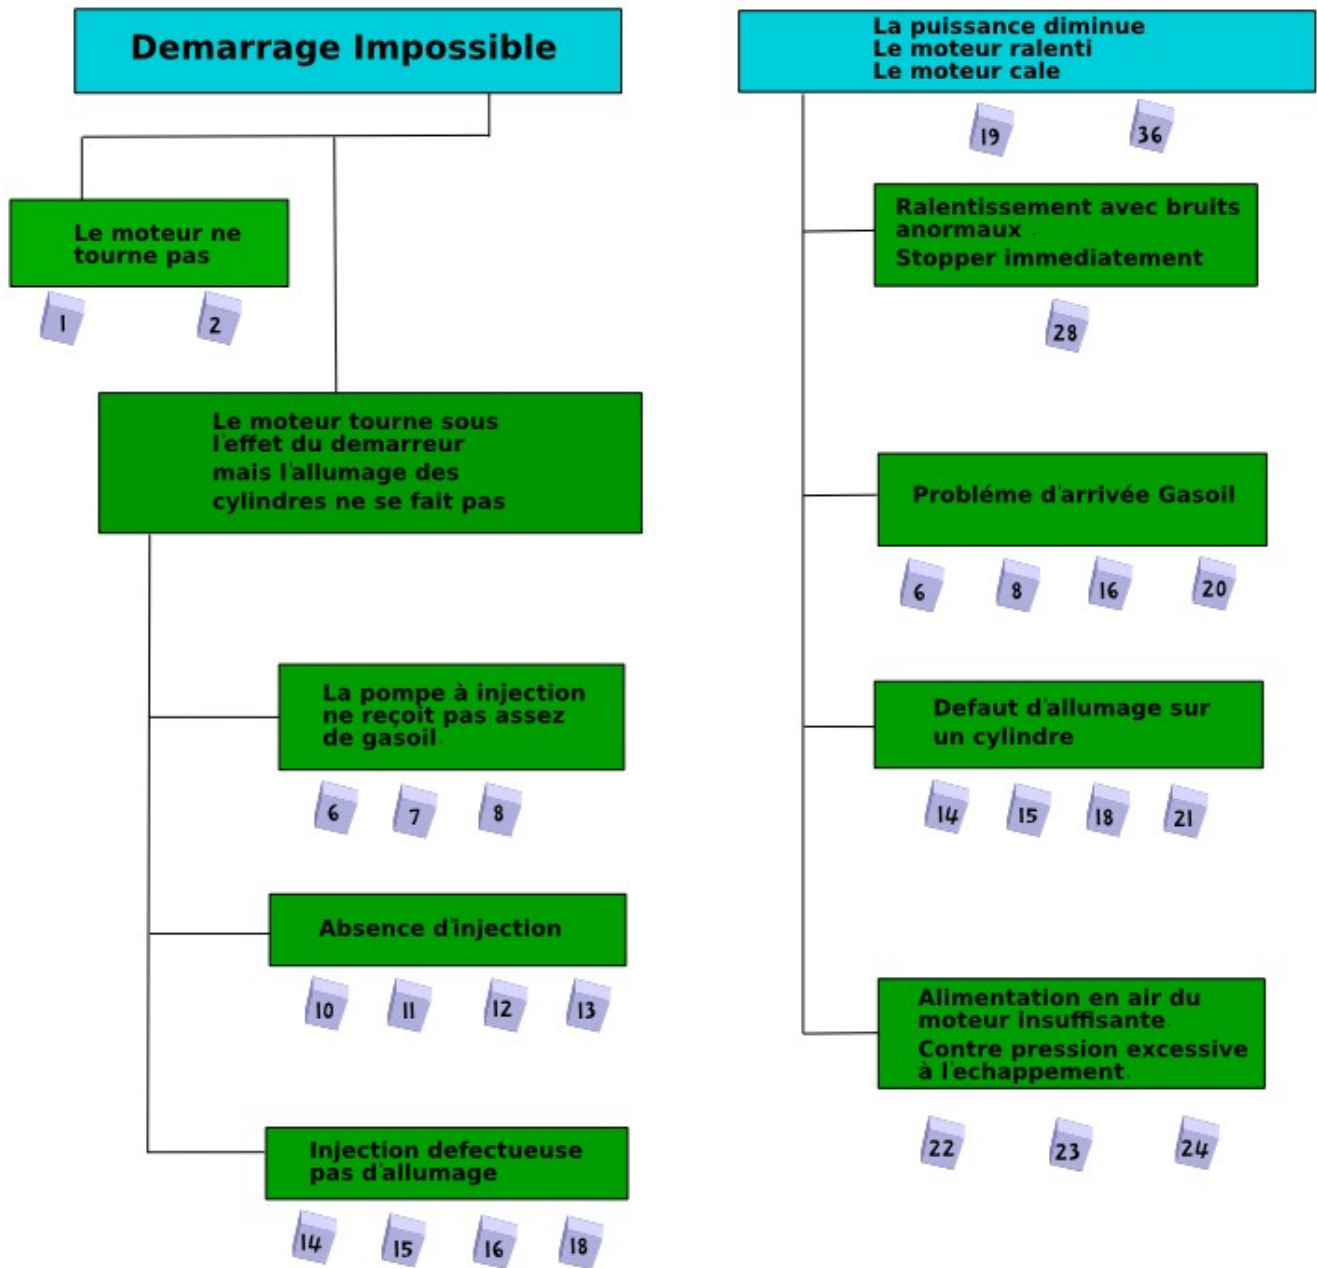 Demarrage Impossible
Le moteur ne
tourne pas
1 2
Le moteur tourne sous
l'effet du demarreur
mais l'allumage des
cylindres ne se fait pas
La pompe à injection
ne reçoit pas assez
de gasoil.
6 7 8
Absence d'injection
10 11 12 13
Injection defectueuse
pas d'allumage
14 15 16 18
La puissance diminue
Le moteur ralenti
Le moteur cale
19 36
Ralentissement avec bruits
anormaux .
Stopper immediatement
28
Probléme d'arrivée Gasoil
6 8 16 20
Defaut d'allumage sur
un cylindre
14 15 18 21
Alimentation en air du
moteur insuffisante.
Contre pression excessive
à l'echappement.
22 23 24